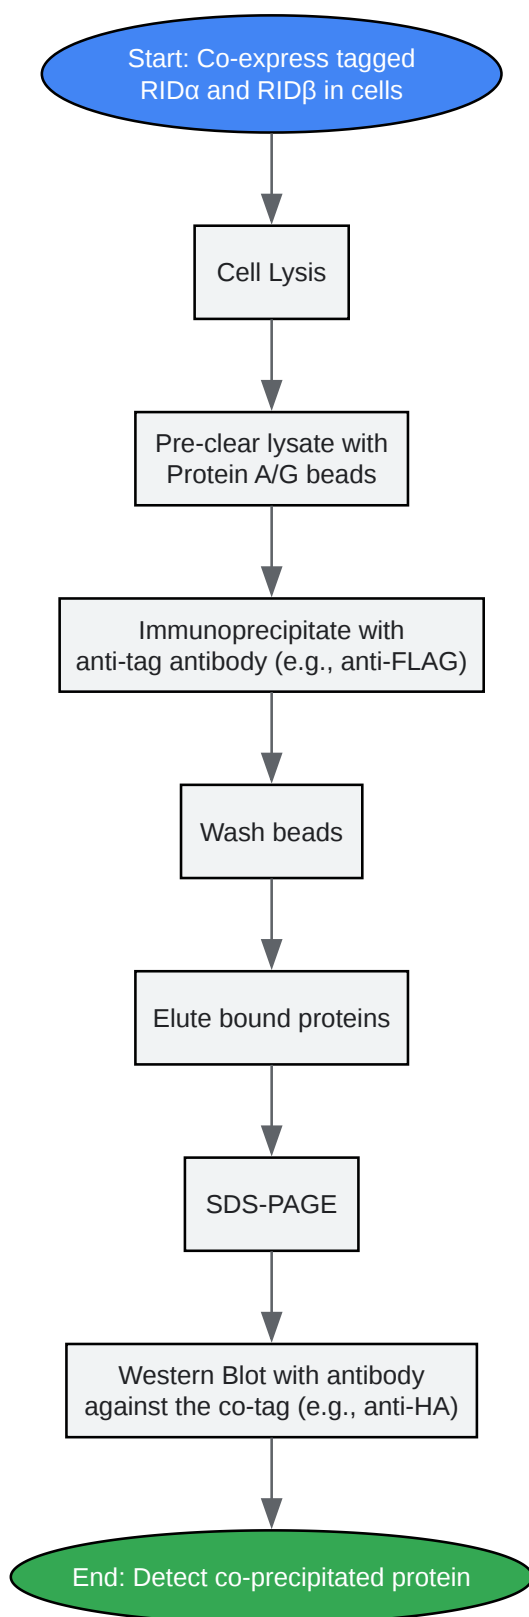 Start: Co-express tagged
RIDα and RIDβ in cells
Cell Lysis
Pre-clear lysate with
Protein A/G beads
Immunoprecipitate with
anti-tag antibody (e.g., anti-FLAG)
Wash beads
Elute bound proteins
SDS-PAGE
Western Blot with antibody
against the co-tag (e.g., anti-HA)
End: Detect co-precipitated protein